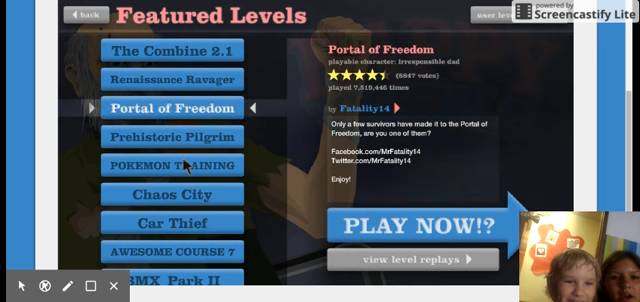 back
Featured Levels
user leve
powered by
Screencastify Lite
The Combine 2.1
Renaissance Ravager
Portal of Freedom
Prehistoric Pilgrim
POKEMON TRAINING
Chaos City
Car Thief
AWESOME COURSE 7
BMX Park II
Portal of Freedom
playable character: irresponsible dad
(8847 votes)
played 7,519,446 times
by Fatality14
Only a few survivors have made it to the Portal of
Freedom, are you one of them?
Facebook.com/MrFatality14
Twitter.com/MrFatality14
Enjoy!
PLAY NOW!?
view level replays